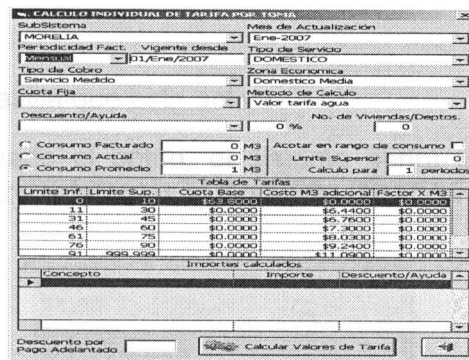 CALCULO INDIVIDUAL DE TARIFA POR TOMA
SubSistema Mes de Actualización
MORELIA Ene-2007
Periodicidad Fact. Vigente desde Tipo de Servicio
Mensual 01/Ene/2007 DOMESTICO
Tipo de Cobro Zona Economica
Servicio Medido Domestico Media
Cuota Fija Metodo de Calculo
Valor tarifa agua
Descuento/Ayuda No. de Viviendas/Deptos.
0 % 0
Consumo Facturado 0 M3 Acotar en rango de consumo
Consumo Actual 0 M3 Limite Superior 0
Consumo Promedio 1 M3 Calculo para 1 periodos
Tabla de Tarifas
Limite Inf. Limite Sup. Cuota Base Costo M3 adicional Factor X M3
0 10 $63.8000 $0.0000 $0.0000
11 30 $0.0000 $6.4400 $0.0000
31 45 $0.0000 $6.7600 $0.0000
46 60 $0.0000 $7.3000 $0.0000
61 75 $0.0000 $8.0300 $0.0000
76 90 $0.0000 $9.2400 $0.0000
91 999,999 $0.0000 $11.0900 $0.0000
Importes calculados
Concepto Importe Descuento/Ayuda
Descuento por
Pago Adelantado Calcular Valores de Tarifa